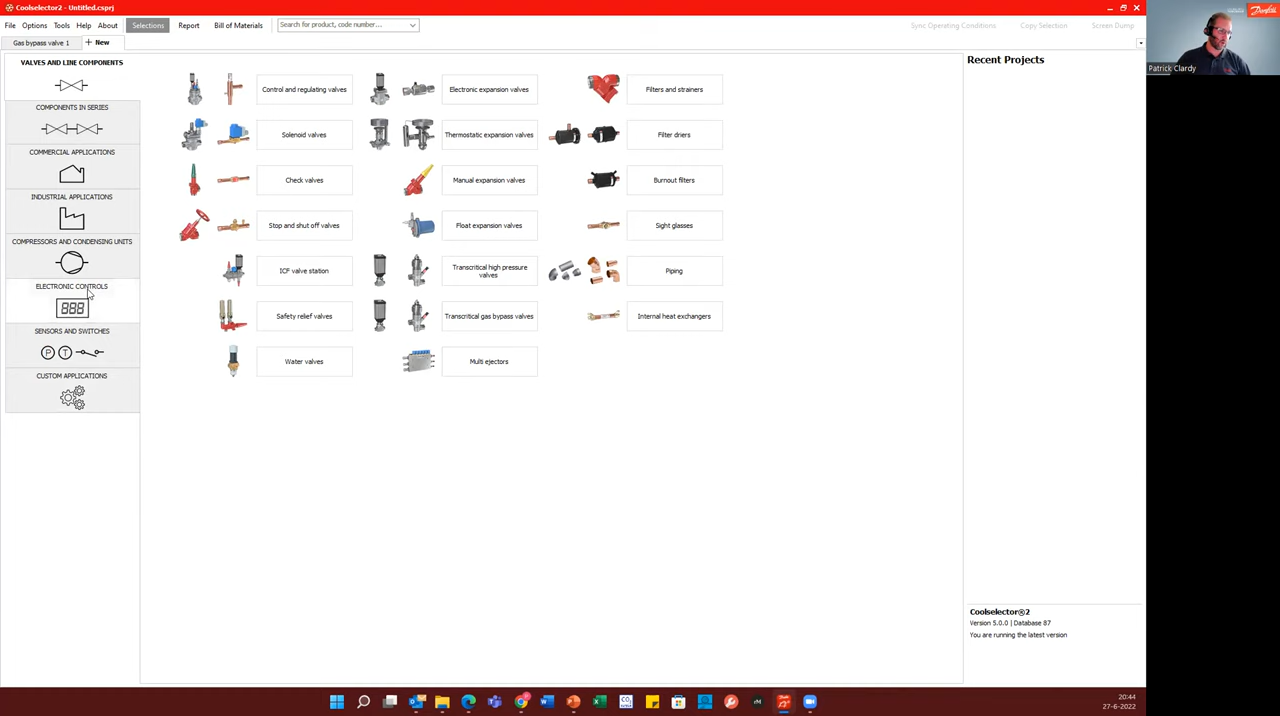 Coolselector2 - Untitled.csprj
File Options Tools Help About Selections Report Bill of Materials Search for product, code number... Sync Operating Conditions Copy Selection Screen Dump
Gas bypass valve 1 + New
VALVES AND LINE COMPONENTS
COMPONENTS IN SERIES
COMMERCIAL APPLICATIONS
INDUSTRIAL APPLICATIONS
COMPRESSORS AND CONDENSING UNITS
ELECTRONIC CONTROLS
888
SENSORS AND SWITCHES
P T
CUSTOM APPLICATIONS
Control and regulating valves
Solenoid valves
Check valves
Stop and shut off valves
ICF valve station
Safety relief valves
Water valves
Electronic expansion valves
Thermostatic expansion valves
Manual expansion valves
Float expansion valves
Transcritical high pressure
valves
Transcritical gas bypass valves
Multi ejectors
Filters and strainers
Filter driers
Burnout filters
Sight glasses
Piping
Internal heat exchangers
Recent Projects
Coolselector®2
Version 5.0.0 | Database 87
You are running the latest version
Danfoss
Patrick Clardy
20:44
27-6-2022